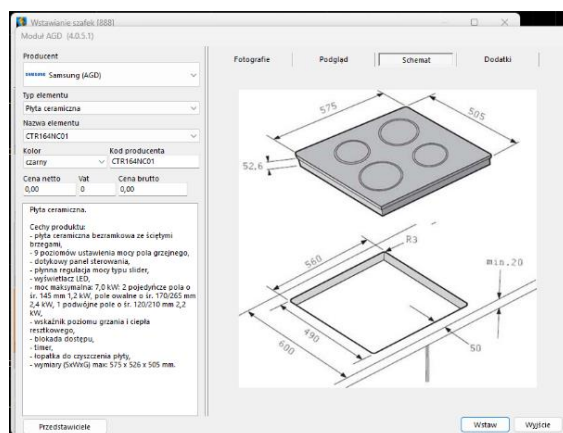 Wstawianie szafek [888]
Moduł AGD (4.0.5.1)
Producent
SAMSUNG Samsung (AGD)
Typ elementu
Płyta ceramiczna
Nazwa elementu
CTR164NC01
Kolor
Kod producenta
czarny
CTR164NC01
Cena netto
Vat
Cena brutto
0,00
0
0,00
Płyta ceramiczna.
Cechy produktu:
- płyta ceramiczna bezramkowa ze ściętymi
brzegami,
- 9 poziomów ustawienia mocy pola grzejnego,
- dotykowy panel sterowania,
- płynna regulacja mocy typu slider,
- wyświetlacz LED,
- moc maksymalna: 7,0 kW: 2 pojedyńcze pola o
śr. 145 mm 1,2 kW, pole owalne o śr. 170/265 mm
2,4 kW, 1 podwójne pole o śr. 120/210 mm 2,2
kW,
- wskaźnik poziomu grzania i ciepła
resztkowego,
- blokada dostępu,
- timer,
- łopatka do czyszczenia płyty,
- wymiary (SxWxG) max: 575 x 526 x 505 mm.
Przedstawiciele
Fotografie
Podgląd
Schemat
Dodatki
575
505
52,6
560
R3
min.20
490
600
50
Wstaw
Wyjście